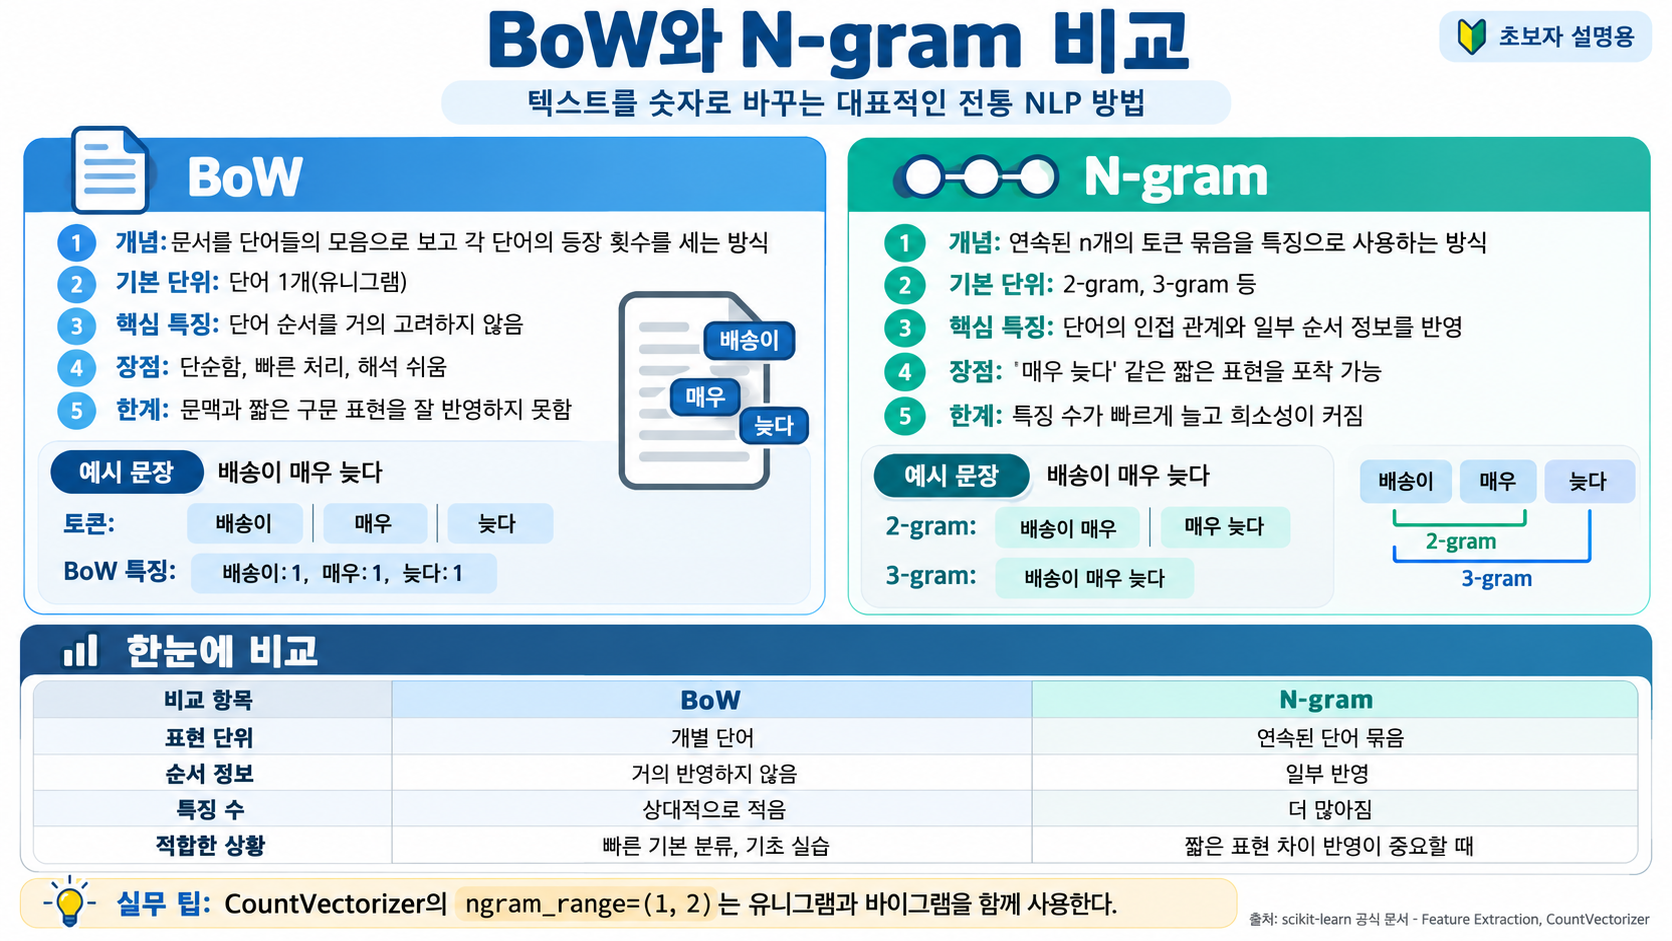 BoW와 N-gram 비교
초보자 설명용
텍스트를 숫자로 바꾸는 대표적인 전통 NLP 방법
BoW
1 개념: 문서를 단어들의 모음으로 보고 각 단어의 등장 횟수를 세는 방식
2 기본 단위: 단어 1개(유니그램)
3 핵심 특징: 단어 순서를 거의 고려하지 않음
4 장점: 단순함, 빠른 처리, 해석 쉬움
5 한계: 문맥과 짧은 구문 표현을 잘 반영하지 못함
배송이
매우
늦다
예시 문장 배송이 매우 늦다
토큰: 배송이 매우 늦다
BoW 특징: 배송이: 1, 매우: 1, 늦다: 1
N-gram
1 개념: 연속된 n개의 토큰 묶음을 특징으로 사용하는 방식
2 기본 단위: 2-gram, 3-gram 등
3 핵심 특징: 단어의 인접 관계와 일부 순서 정보를 반영
4 장점: '매우 늦다' 같은 짧은 표현을 포착 가능
5 한계: 특징 수가 빠르게 늘고 희소성이 커짐
예시 문장 배송이 매우 늦다
2-gram: 배송이 매우 매우 늦다
3-gram: 배송이 매우 늦다
배송이 매우 늦다
2-gram
3-gram
한눈에 비교
비교 항목 BoW N-gram
표현 단위 개별 단어 연속된 단어 묶음
순서 정보 거의 반영하지 않음 일부 반영
특징 수 상대적으로 적음 더 많아짐
적합한 상황 빠른 기본 분류, 기초 실습 짧은 표현 차이 반영이 중요할 때
실무 팁: CountVectorizer의 ngram_range=(1, 2)는 유니그램과 바이그램을 함께 사용한다.
출처: scikit-learn 공식 문서 - Feature Extraction, CountVectorizer